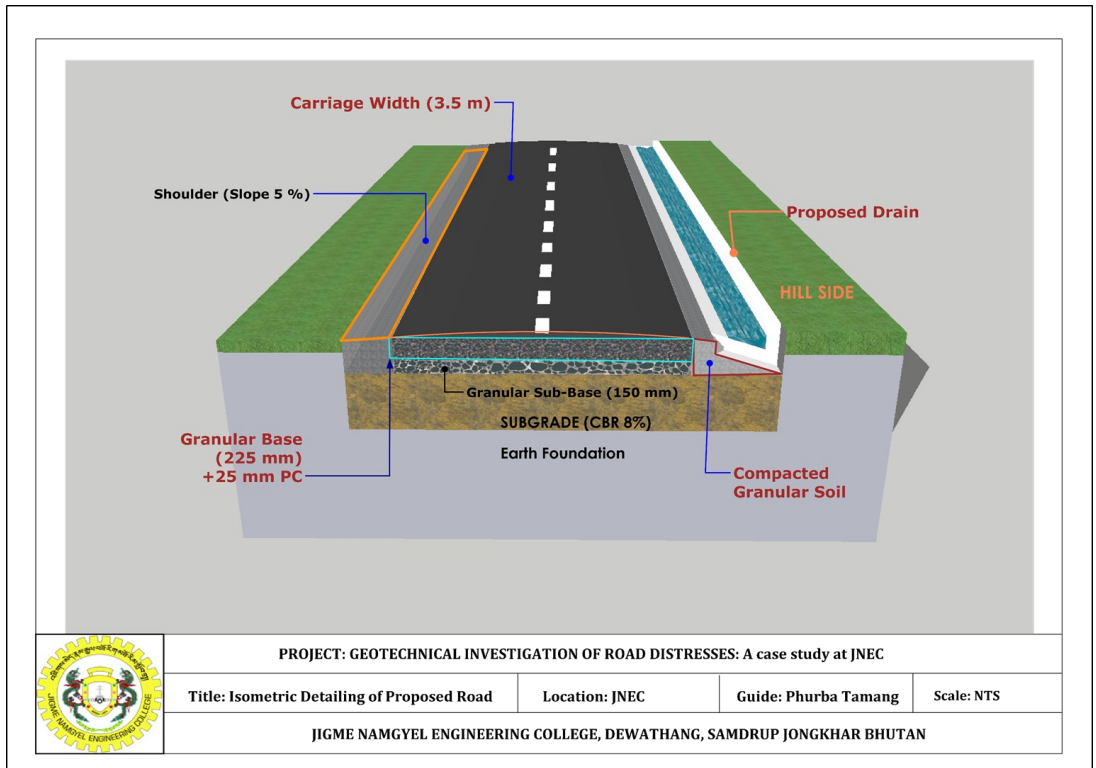 Carriage Width (3.5 m)
Shoulder (Slope 5 %)
Proposed Drain
HILL SIDE
Granular Sub-Base (150 mm)
SUBGRADE (CBR 8%)
Granular Base
(225 mm)
+25 mm PC
Earth Foundation
Compacted
Granular Soil
PROJECT: GEOTECHNICAL INVESTIGATION OF ROAD DISTRESSES: A case study at JNEC
Title: Isometric Detailing of Proposed Road
Location: JNEC
Guide: Phurba Tamang
Scale: NTS
JIGME NAMGYEL ENGINEERING COLLEGE, DEWATHANG, SAMDRUP JONGKHAR BHUTAN
JIGME NAMGYEL ENGINEERING COLLEGE